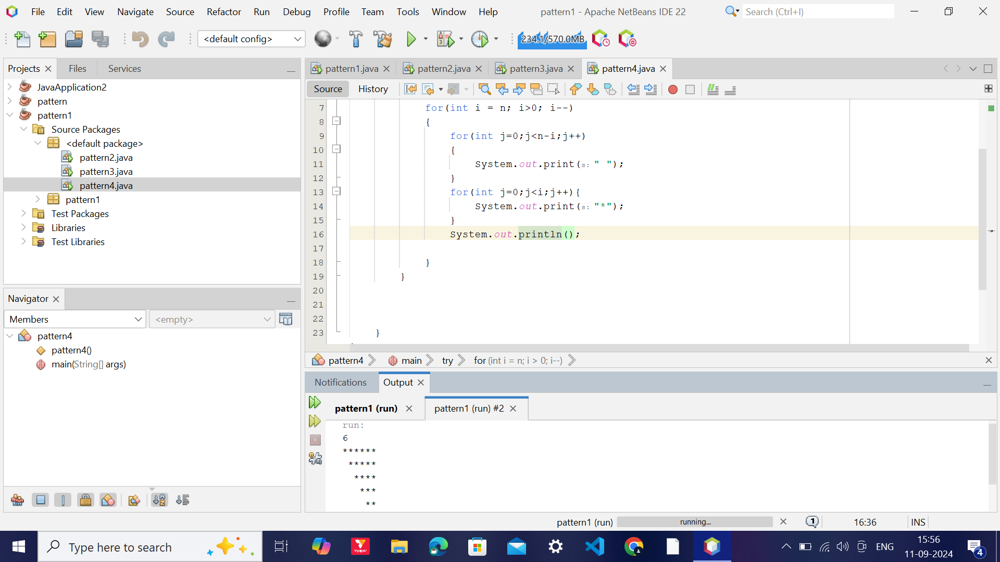 File Edit View Navigate Source Refactor Run Debug Profile Team Tools Window Help pattern1 - Apache NetBeans IDE 22 Search (Ctrl+I)
<default config> 234.1/570.0MB
Projects Files Services
JavaApplication2
pattern
pattern1
Source Packages
<default package>
pattern2.java
pattern3.java
pattern4.java
pattern1
Test Packages
Libraries
Test Libraries
Navigator
Members <empty>
pattern4
pattern4()
main(String[] args)
pattern1.java pattern2.java pattern3.java pattern4.java
Source History
7 for(int i = n; i>0; i--)
8 {
9 for(int j=0;j<n-i;j++)
10 {
11 System.out.print(s: " ");
12 }
13 for(int j=0;j<i;j++){
14 System.out.print(s: "*");
15 }
16 System.out.println();
17
18 }
19 }
20
21
22
23 }
pattern4 main try for (int i = n; i > 0; i--)
Notifications Output
pattern1 (run) pattern1 (run) #2
run:
6
******
*****
****
***
**
pattern1 (run) running... 1 16:36 INS
Type here to search Vyapar ENG 15:56
11-09-2024 4